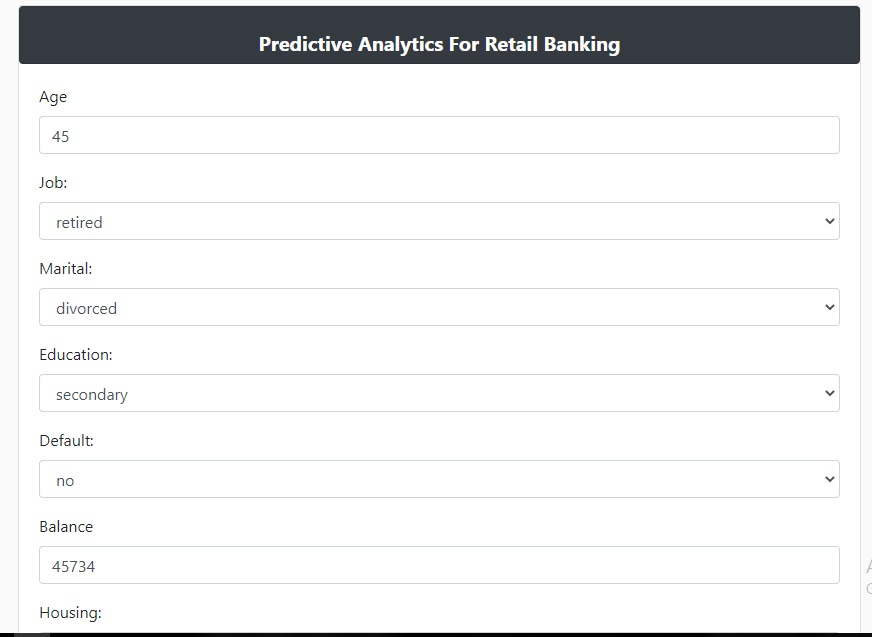 Predictive Analytics For Retail Banking
Age
45
Job:
retired
Marital:
divorced
Education:
secondary
Default:
no
Balance
45734
Housing: